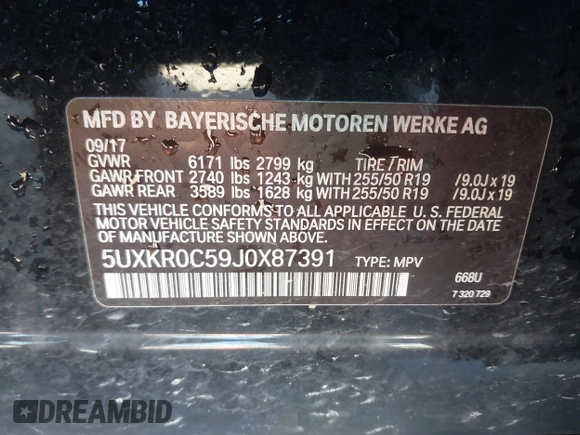 MFD BY BAYERISCHE MOTOREN WERKE AG
09/17
GVWR 6171 lbs 2799 kg TIRE / RIM
GAWR FRONT 2740 lbs 1243 kg WITH 255/50 R19 /9.0J x 19
GAWR REAR 3589 lbs 1628 kg WITH 255/50 R19 /9.0J x 19
THIS VEHICLE CONFORMS TO ALL APPLICABLE U. S. FEDERAL
MOTOR VEHICLE SAFETY STANDARDS IN EFFECT ON THE DATE
OF MANUFACTURE SHOWN ABOVE.
5UXKR0C59J0X87391 TYPE: MPV
668U
7 320 729
DREAMBID